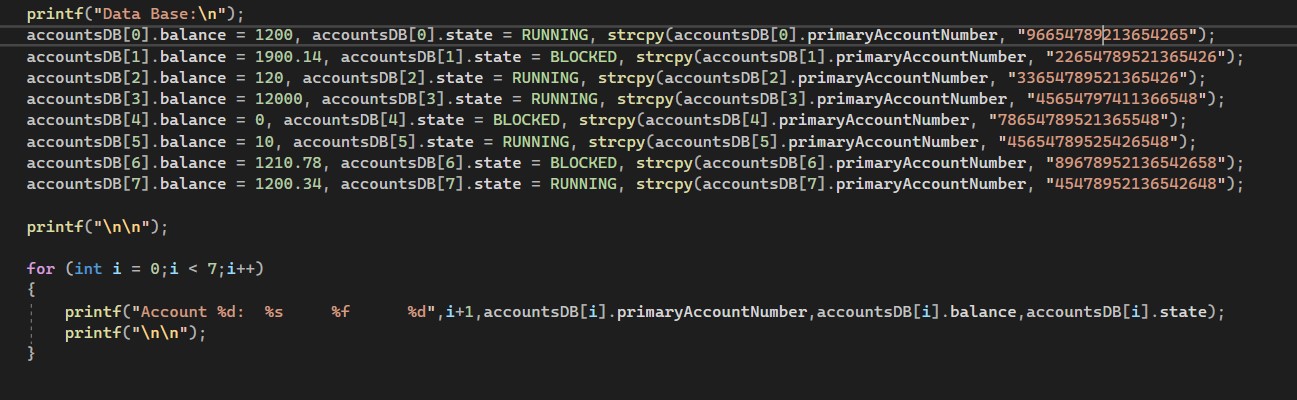 printf("Data Base:\n");
accountsDB[0].balance = 1200, accountsDB[0].state = RUNNING, strcpy(accountsDB[0].primaryAccountNumber, "96654789213654265");
accountsDB[1].balance = 1900.14, accountsDB[1].state = BLOCKED, strcpy(accountsDB[1].primaryAccountNumber, "22654789521365426");
accountsDB[2].balance = 120, accountsDB[2].state = RUNNING, strcpy(accountsDB[2].primaryAccountNumber, "33654789521365426");
accountsDB[3].balance = 12000, accountsDB[3].state = RUNNING, strcpy(accountsDB[3].primaryAccountNumber, "45654797411366548");
accountsDB[4].balance = 0, accountsDB[4].state = BLOCKED, strcpy(accountsDB[4].primaryAccountNumber, "78654789521365548");
accountsDB[5].balance = 10, accountsDB[5].state = RUNNING, strcpy(accountsDB[5].primaryAccountNumber, "45654789525426548");
accountsDB[6].balance = 1210.78, accountsDB[6].state = BLOCKED, strcpy(accountsDB[6].primaryAccountNumber, "89678952136542658");
accountsDB[7].balance = 1200.34, accountsDB[7].state = RUNNING, strcpy(accountsDB[7].primaryAccountNumber, "45478952136542648");
printf("\n\n");
for (int i = 0;i < 7;i++)
{
printf("Account %d:  %s     %f      %d",i+1,accountsDB[i].primaryAccountNumber,accountsDB[i].balance,accountsDB[i].state);
printf("\n\n");
}